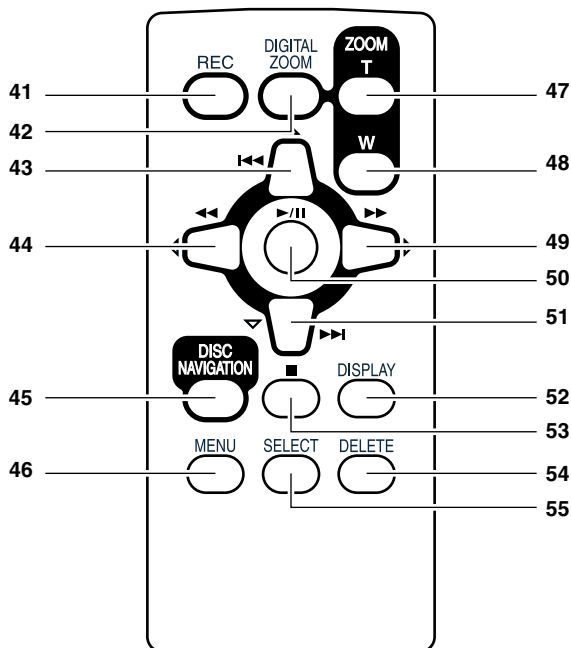 REC
DIGITAL
ZOOM
ZOOM
T
W
DISC
NAVIGATION
DISPLAY
MENU
SELECT
DELETE
41
42
43
44
45
46
47
48
49
50
51
52
53
54
55